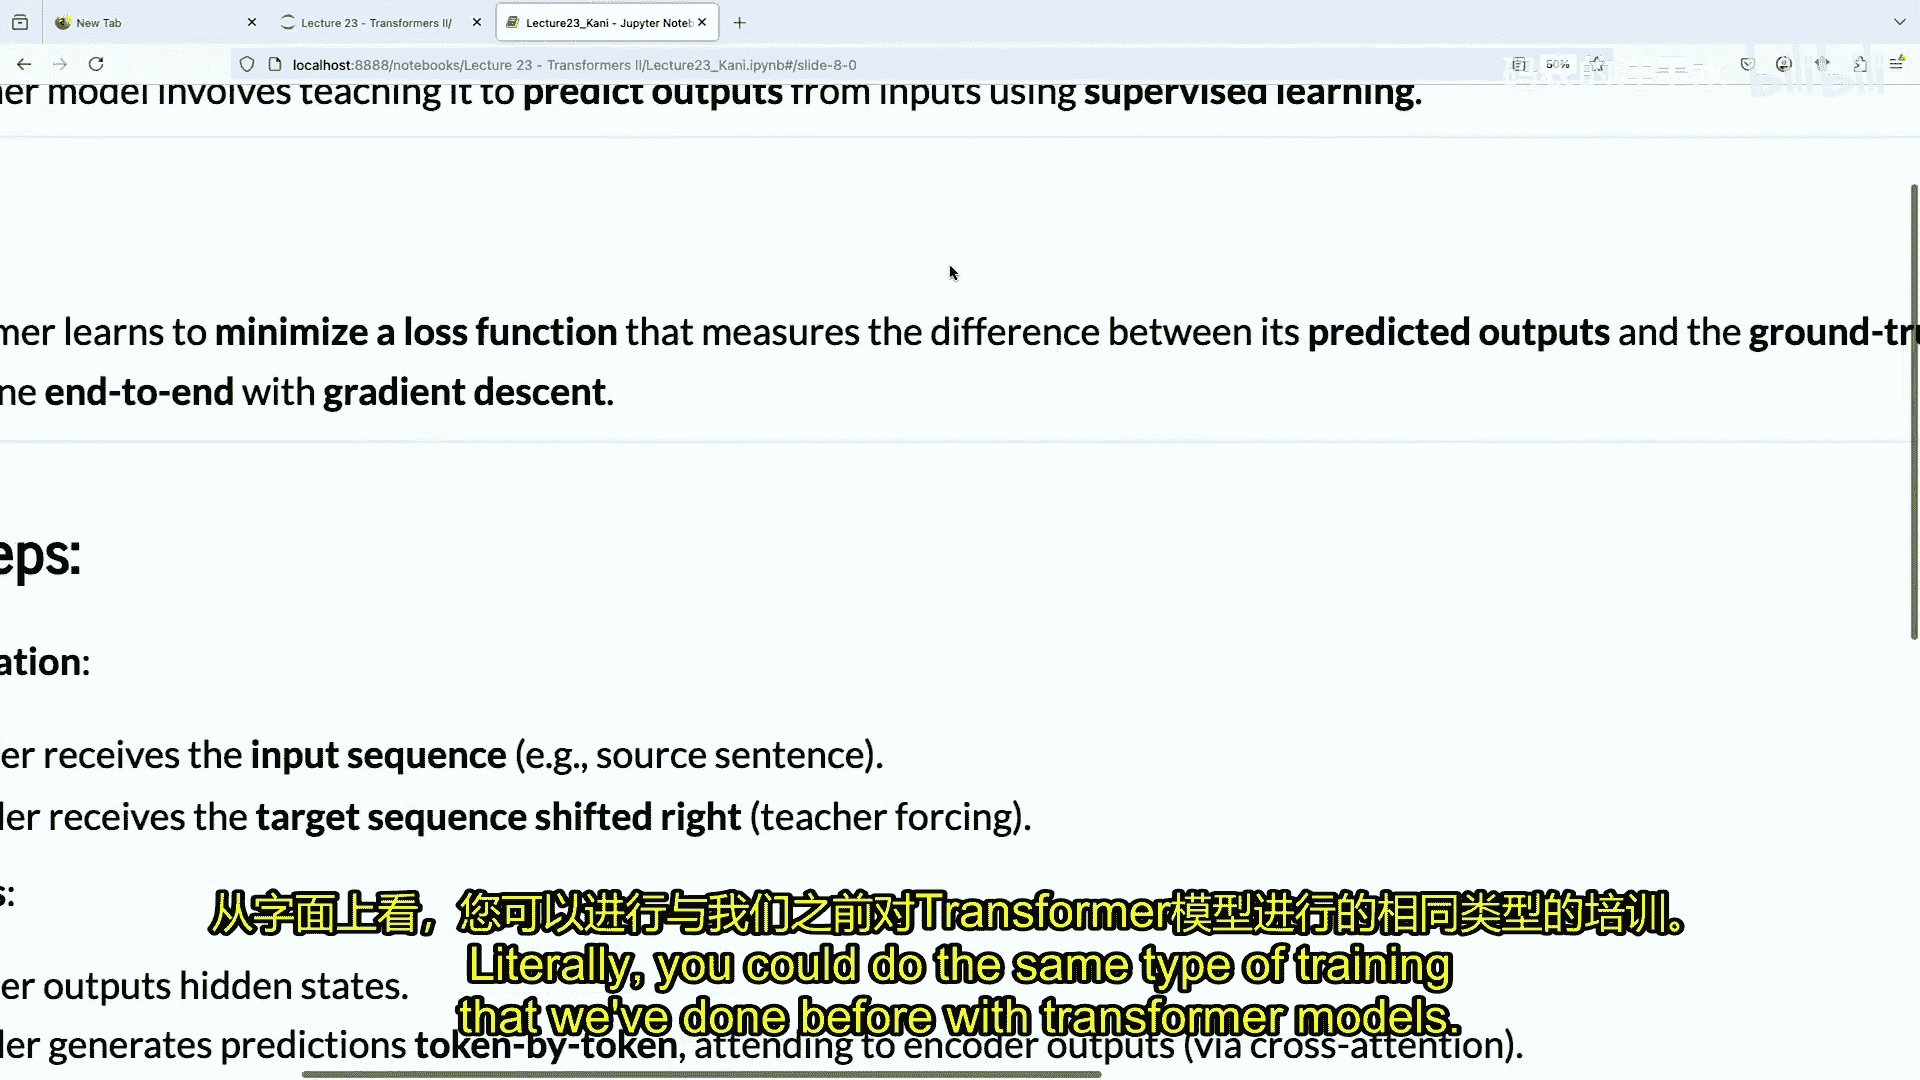 New Tab
Lecture 23 - Transformers II/
Lecture23_Kani - Jupyter Noteb
localhost:8888/notebooks/Lecture 23 - Transformers II/Lecture23_Kani.ipynb#/slide-8-0
50%
er model involves teaching it to predict outputs from inputs using supervised learning.
mer learns to minimize a loss function that measures the difference between its predicted outputs and the ground-tru
ne end-to-end with gradient descent.
eps:
ation:
er receives the input sequence (e.g., source sentence).
ler receives the target sequence shifted right (teacher forcing).
s:
er outputs hidden states.
ler generates predictions token-by-token, attending to encoder outputs (via cross-attention).
从字面上看，您可以进行与我们之前对Transformer模型进行的相同类型的培训。
Literally, you could do the same type of training
that we've done before with transformer models.